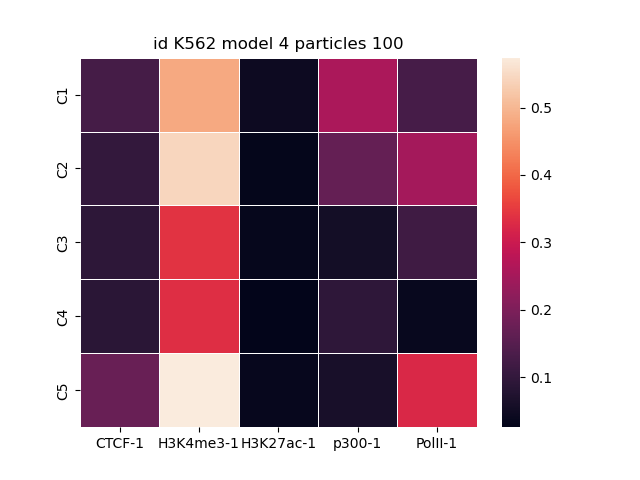 id K562 model 4 particles 100
C1
C2
C3
C4
C5
CTCF-1 H3K4me3-1 H3K27ac-1 p300-1 PolII-1
0.5
0.4
0.3
0.2
0.1